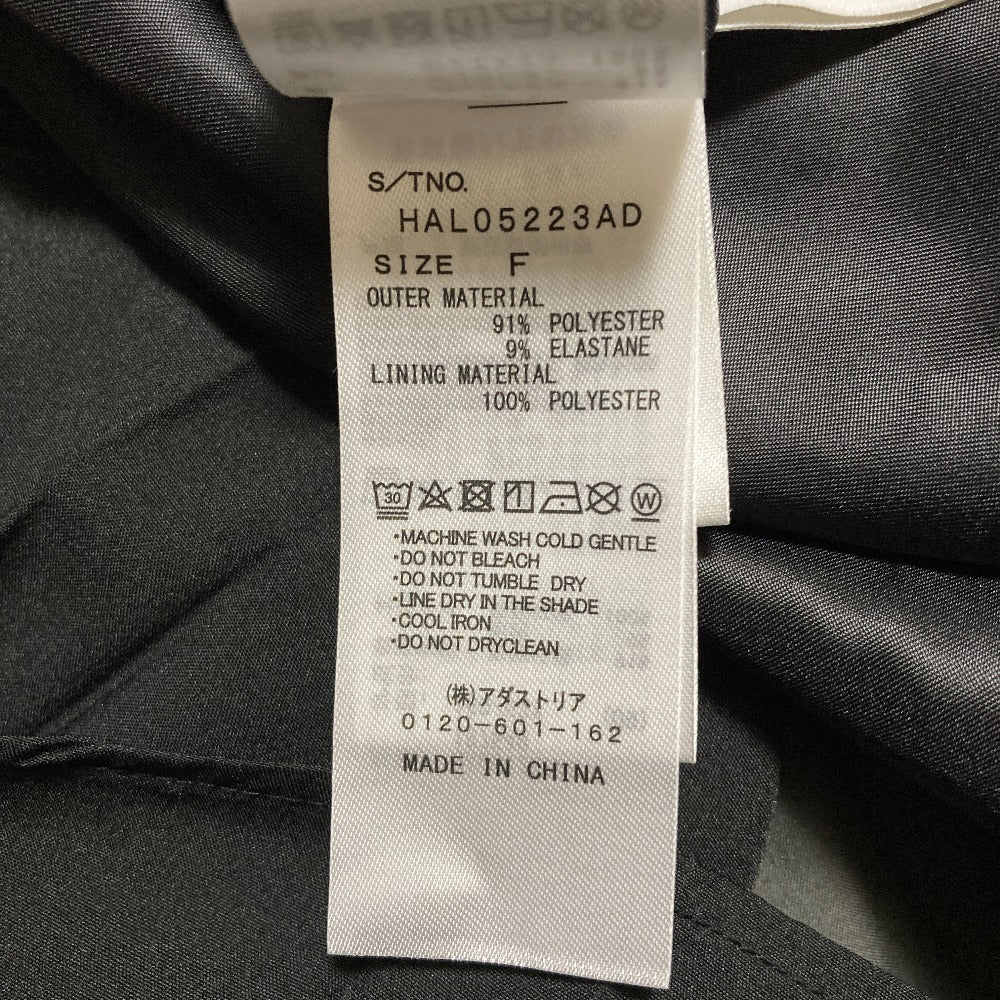 S/TNO.
HAL05223AD
SIZE F
OUTER MATERIAL
91% POLYESTER
9% ELASTANE
LINING MATERIAL
100% POLYESTER
30 W
・MACHINE WASH COLD GENTLE
・DO NOT BLEACH
・DO NOT TUMBLE DRY
・LINE DRY IN THE SHADE
・COOL IRON
・DO NOT DRYCLEAN
(株)アダストリア
0120-601-162
MADE IN CHINA